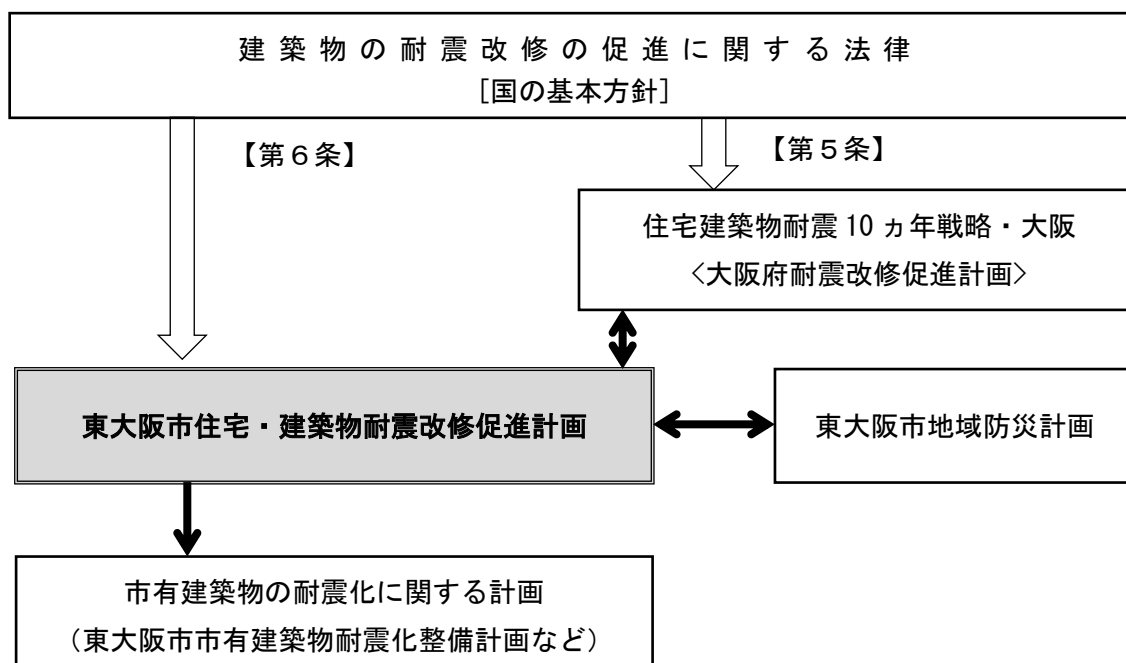 建築物の耐震改修の促進に関する法律
[国の基本方針]
【第６条】
【第５条】
住宅建築物耐震10ヵ年戦略・大阪
<大阪府耐震改修促進計画>
東大阪市住宅・建築物耐震改修促進計画
東大阪市地域防災計画
市有建築物の耐震化に関する計画
（東大阪市市有建築物耐震化整備計画など）